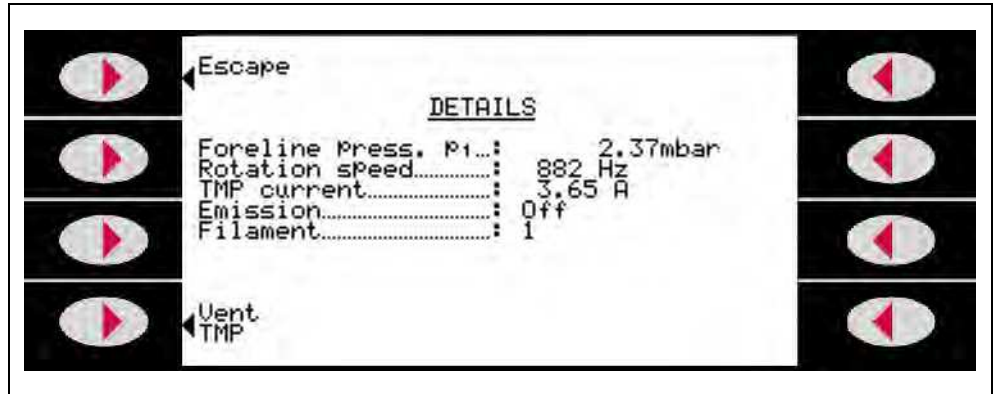 Escape
DETAILS
Foreline Press. P1…: 2.37mbar
Rotation speed……………: 882 Hz
TMP current……………………: 3.65 A
Emission……………………………: Off
Filament……………………………: 1
Vent
TMP